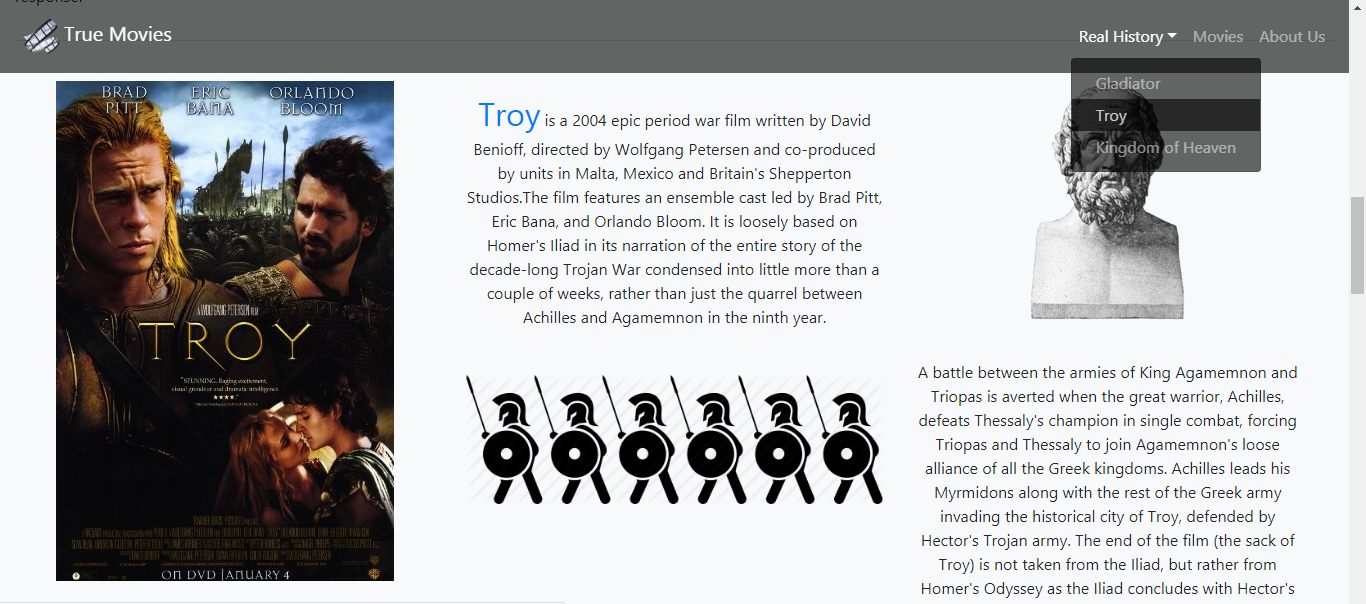 True Movies
Real History
Movies
About Us
Gladiator
Troy
Kingdom of Heaven
BRAD PITT
ERIC BANA
ORLANDO BLOOM
A WOLFGANG PETERSEN FILM
TROY
"STUNNING. Raging excitement,
visual grandeur and dramatic intelligence.
★★★★"
ON DVD JANUARY 4
Troy is a 2004 epic period war film written by David
Benioff, directed by Wolfgang Petersen and co-produced
by units in Malta, Mexico and Britain's Shepperton
Studios.The film features an ensemble cast led by Brad Pitt,
Eric Bana, and Orlando Bloom. It is loosely based on
Homer's Iliad in its narration of the entire story of the
decade-long Trojan War condensed into little more than a
couple of weeks, rather than just the quarrel between
Achilles and Agamemnon in the ninth year.
A battle between the armies of King Agamemnon and
Triopas is averted when the great warrior, Achilles,
defeats Thessaly's champion in single combat, forcing
Triopas and Thessaly to join Agamemnon's loose
alliance of all the Greek kingdoms. Achilles leads his
Myrmidons along with the rest of the Greek army
invading the historical city of Troy, defended by
Hector's Trojan army. The end of the film (the sack of
Troy) is not taken from the Iliad, but rather from
Homer's Odyssey as the Iliad concludes with Hector's